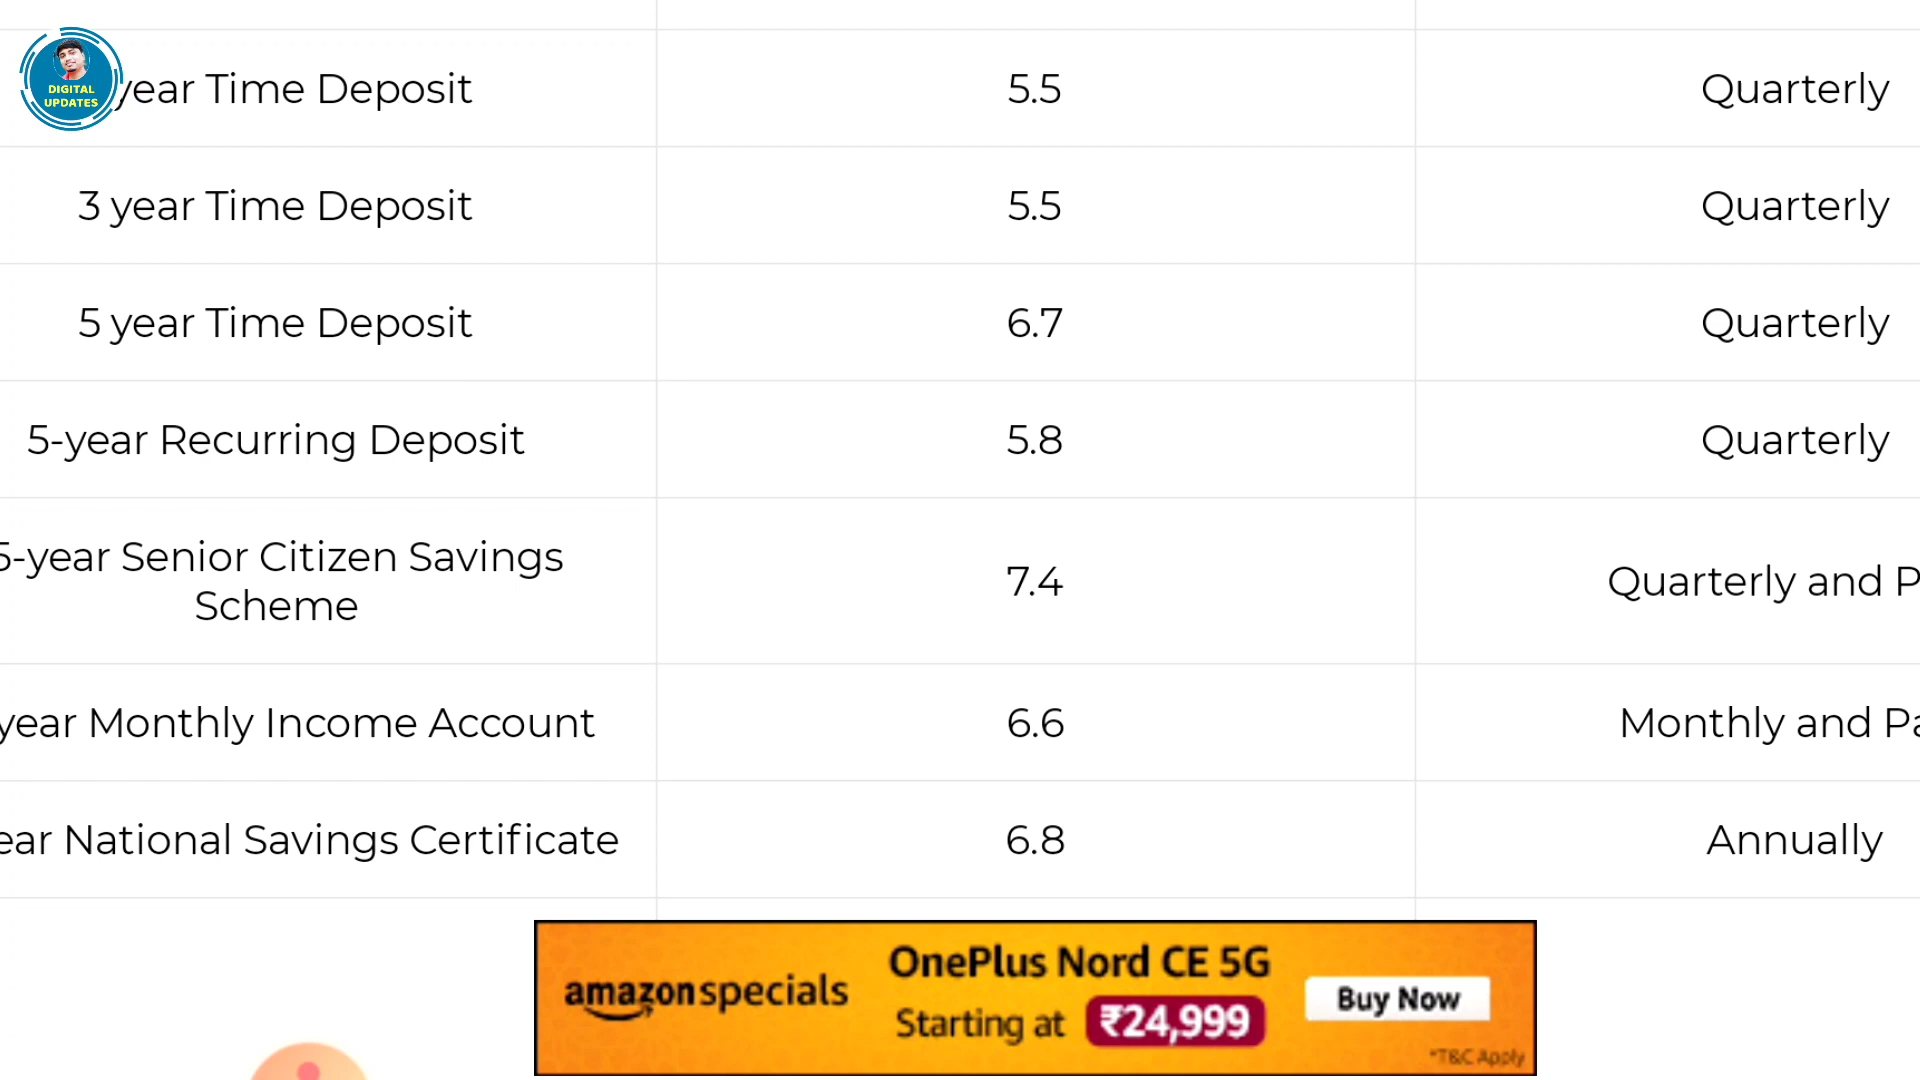 DIGITAL
UPDATES
year Time Deposit 5.5 Quarterly
3 year Time Deposit 5.5 Quarterly
5 year Time Deposit 6.7 Quarterly
5-year Recurring Deposit 5.8 Quarterly
5-year Senior Citizen Savings
Scheme 7.4 Quarterly and P
year Monthly Income Account 6.6 Monthly and Pa
ear National Savings Certificate 6.8 Annually
amazon specials
OnePlus Nord CE 5G
Starting at ₹24,999
Buy Now
*T&C Apply